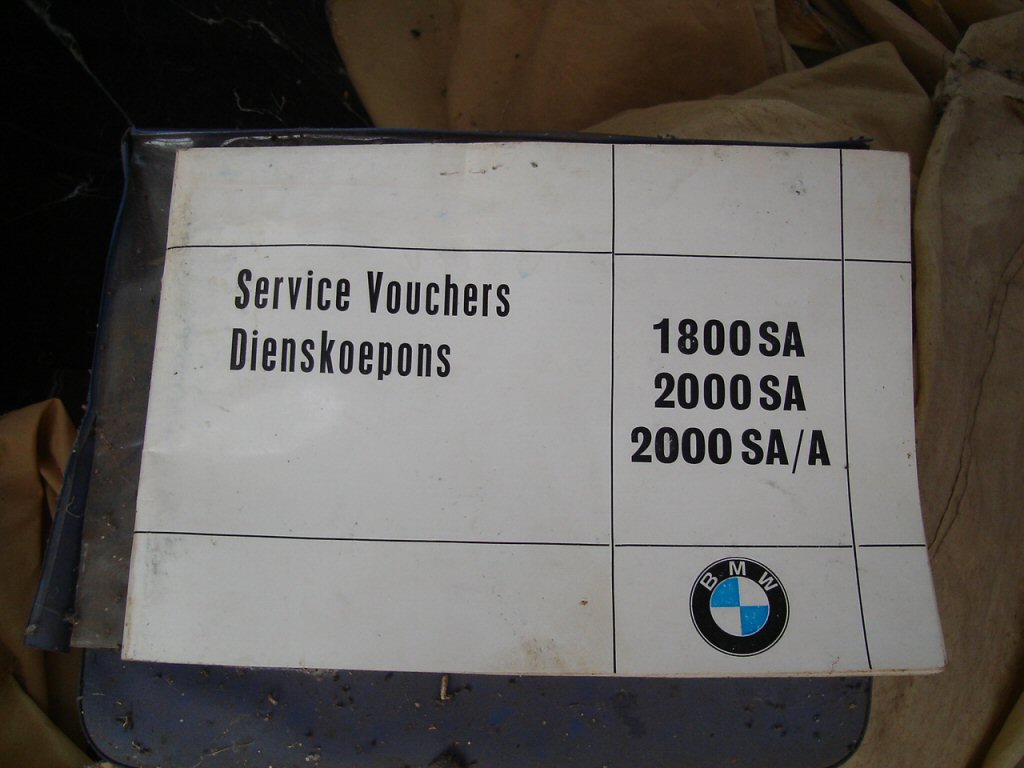 Service Vouchers
Dienskoepons
1800 SA
2000 SA
2000 SA/A
BMW